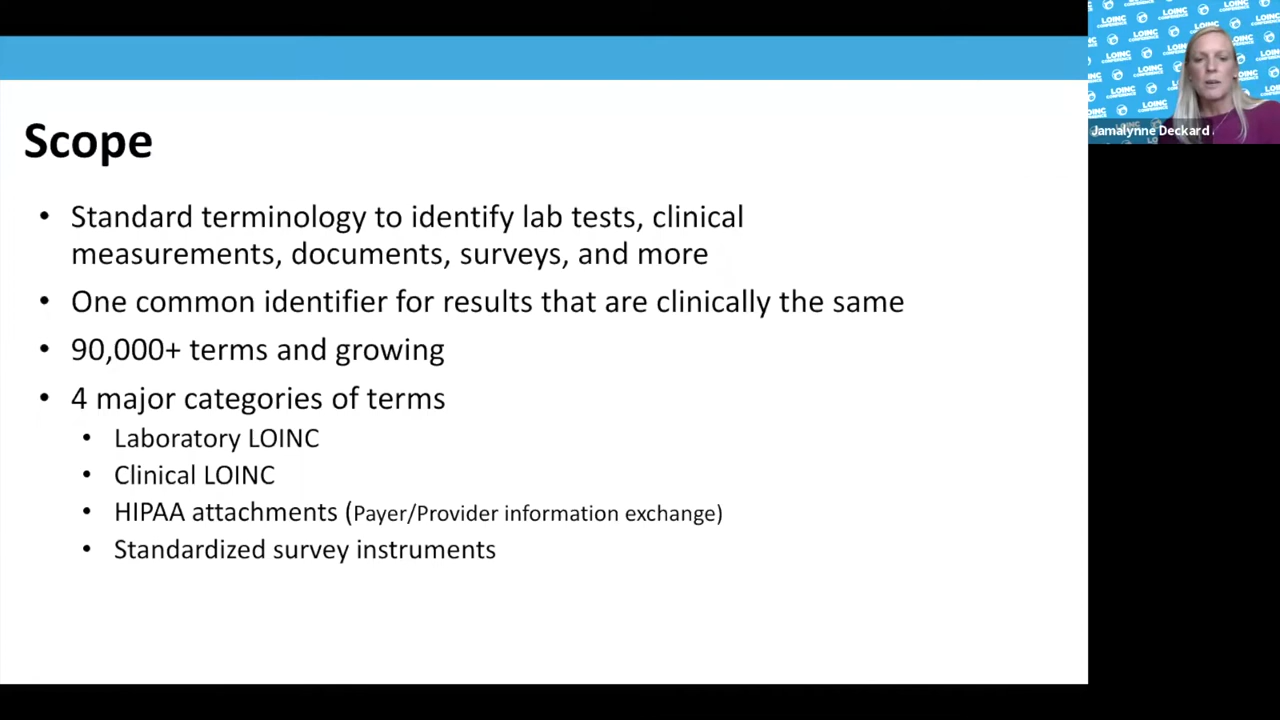 Scope
• Standard terminology to identify lab tests, clinical
measurements, documents, surveys, and more
• One common identifier for results that are clinically the same
• 90,000+ terms and growing
• 4 major categories of terms
• Laboratory LOINC
• Clinical LOINC
• HIPAA attachments (Payer/Provider information exchange)
• Standardized survey instruments
LOINC
CONFERENCE
Jamalynne Deckard